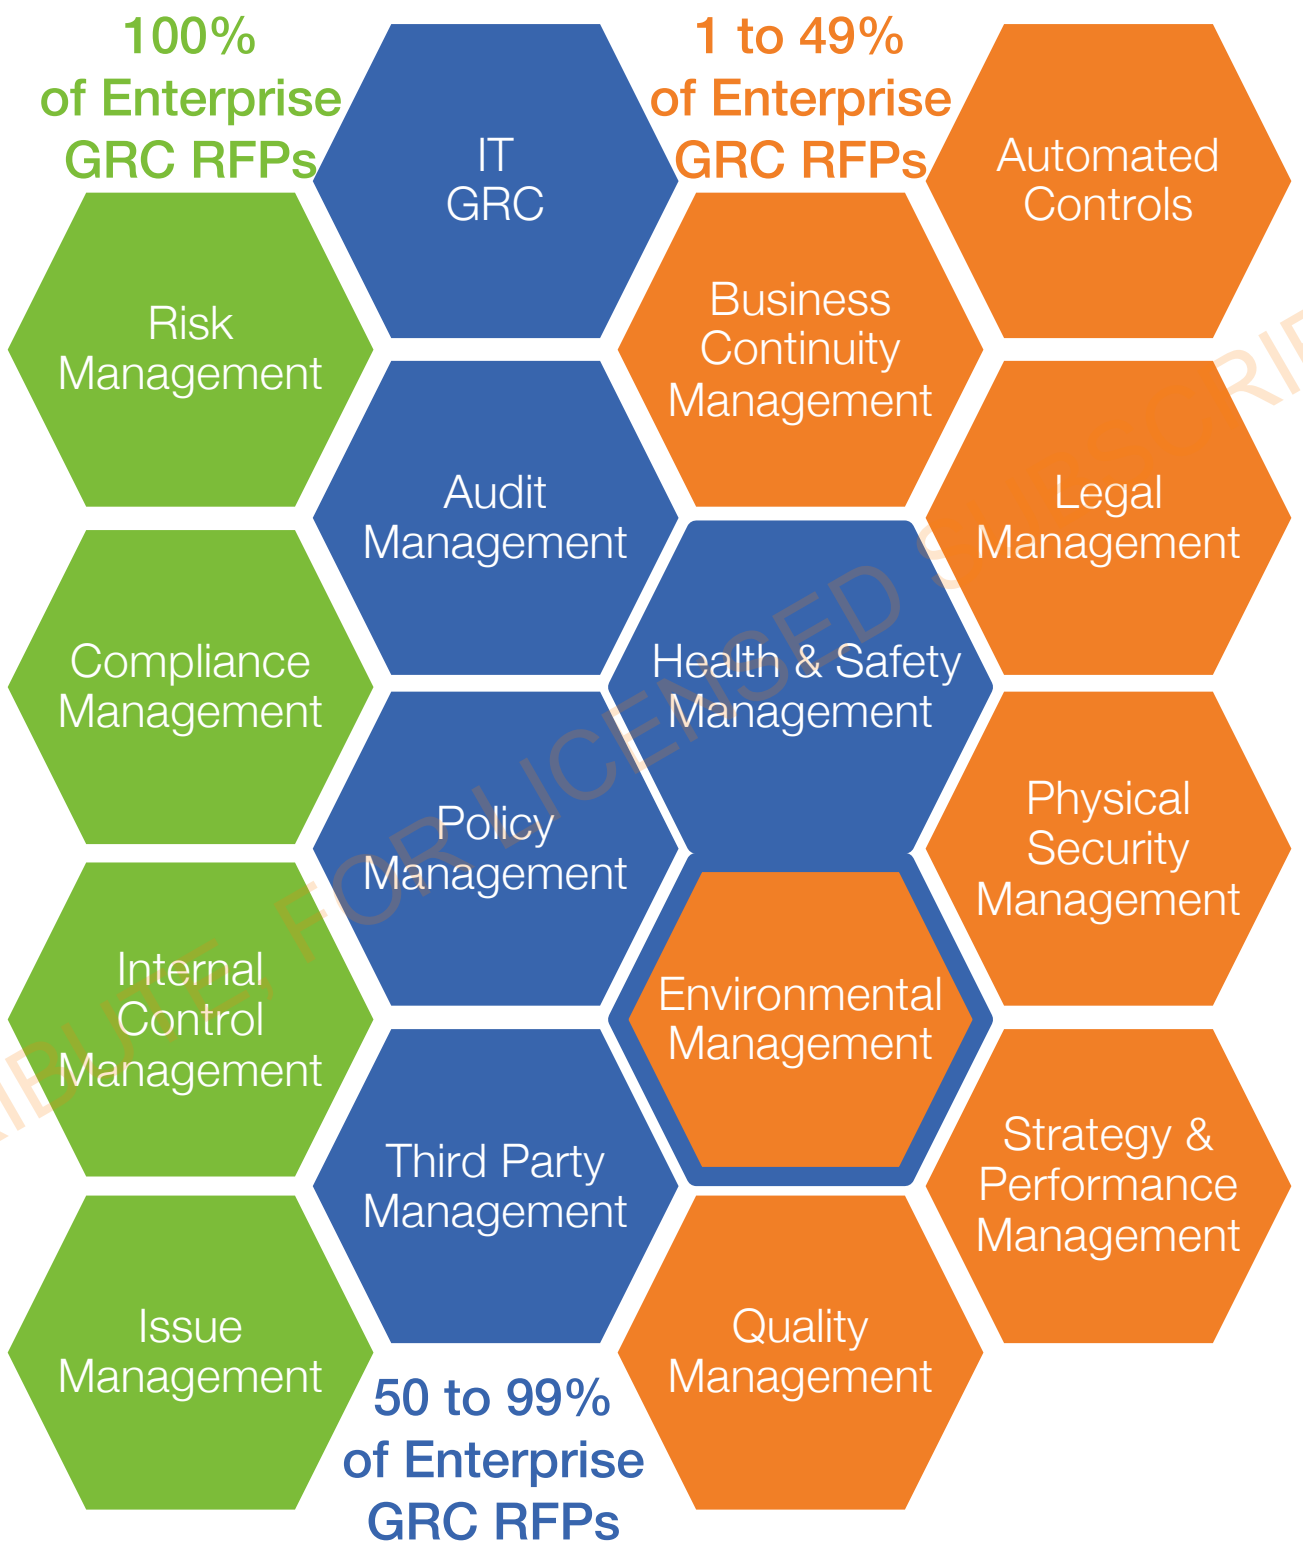 100%
of Enterprise
GRC RFPs
Risk
Management
Compliance
Management
Internal
Control
Management
Issue
Management
IT
GRC
Audit
Management
Policy
Management
Third Party
Management
50 to 99%
of Enterprise
GRC RFPs
1 to 49%
of Enterprise
GRC RFPs
Business
Continuity
Management
Health & Safety
Management
Environmental
Management
Quality
Management
Automated
Controls
Legal
Management
Physical
Security
Management
Strategy &
Performance
Management
FOR LICENSED